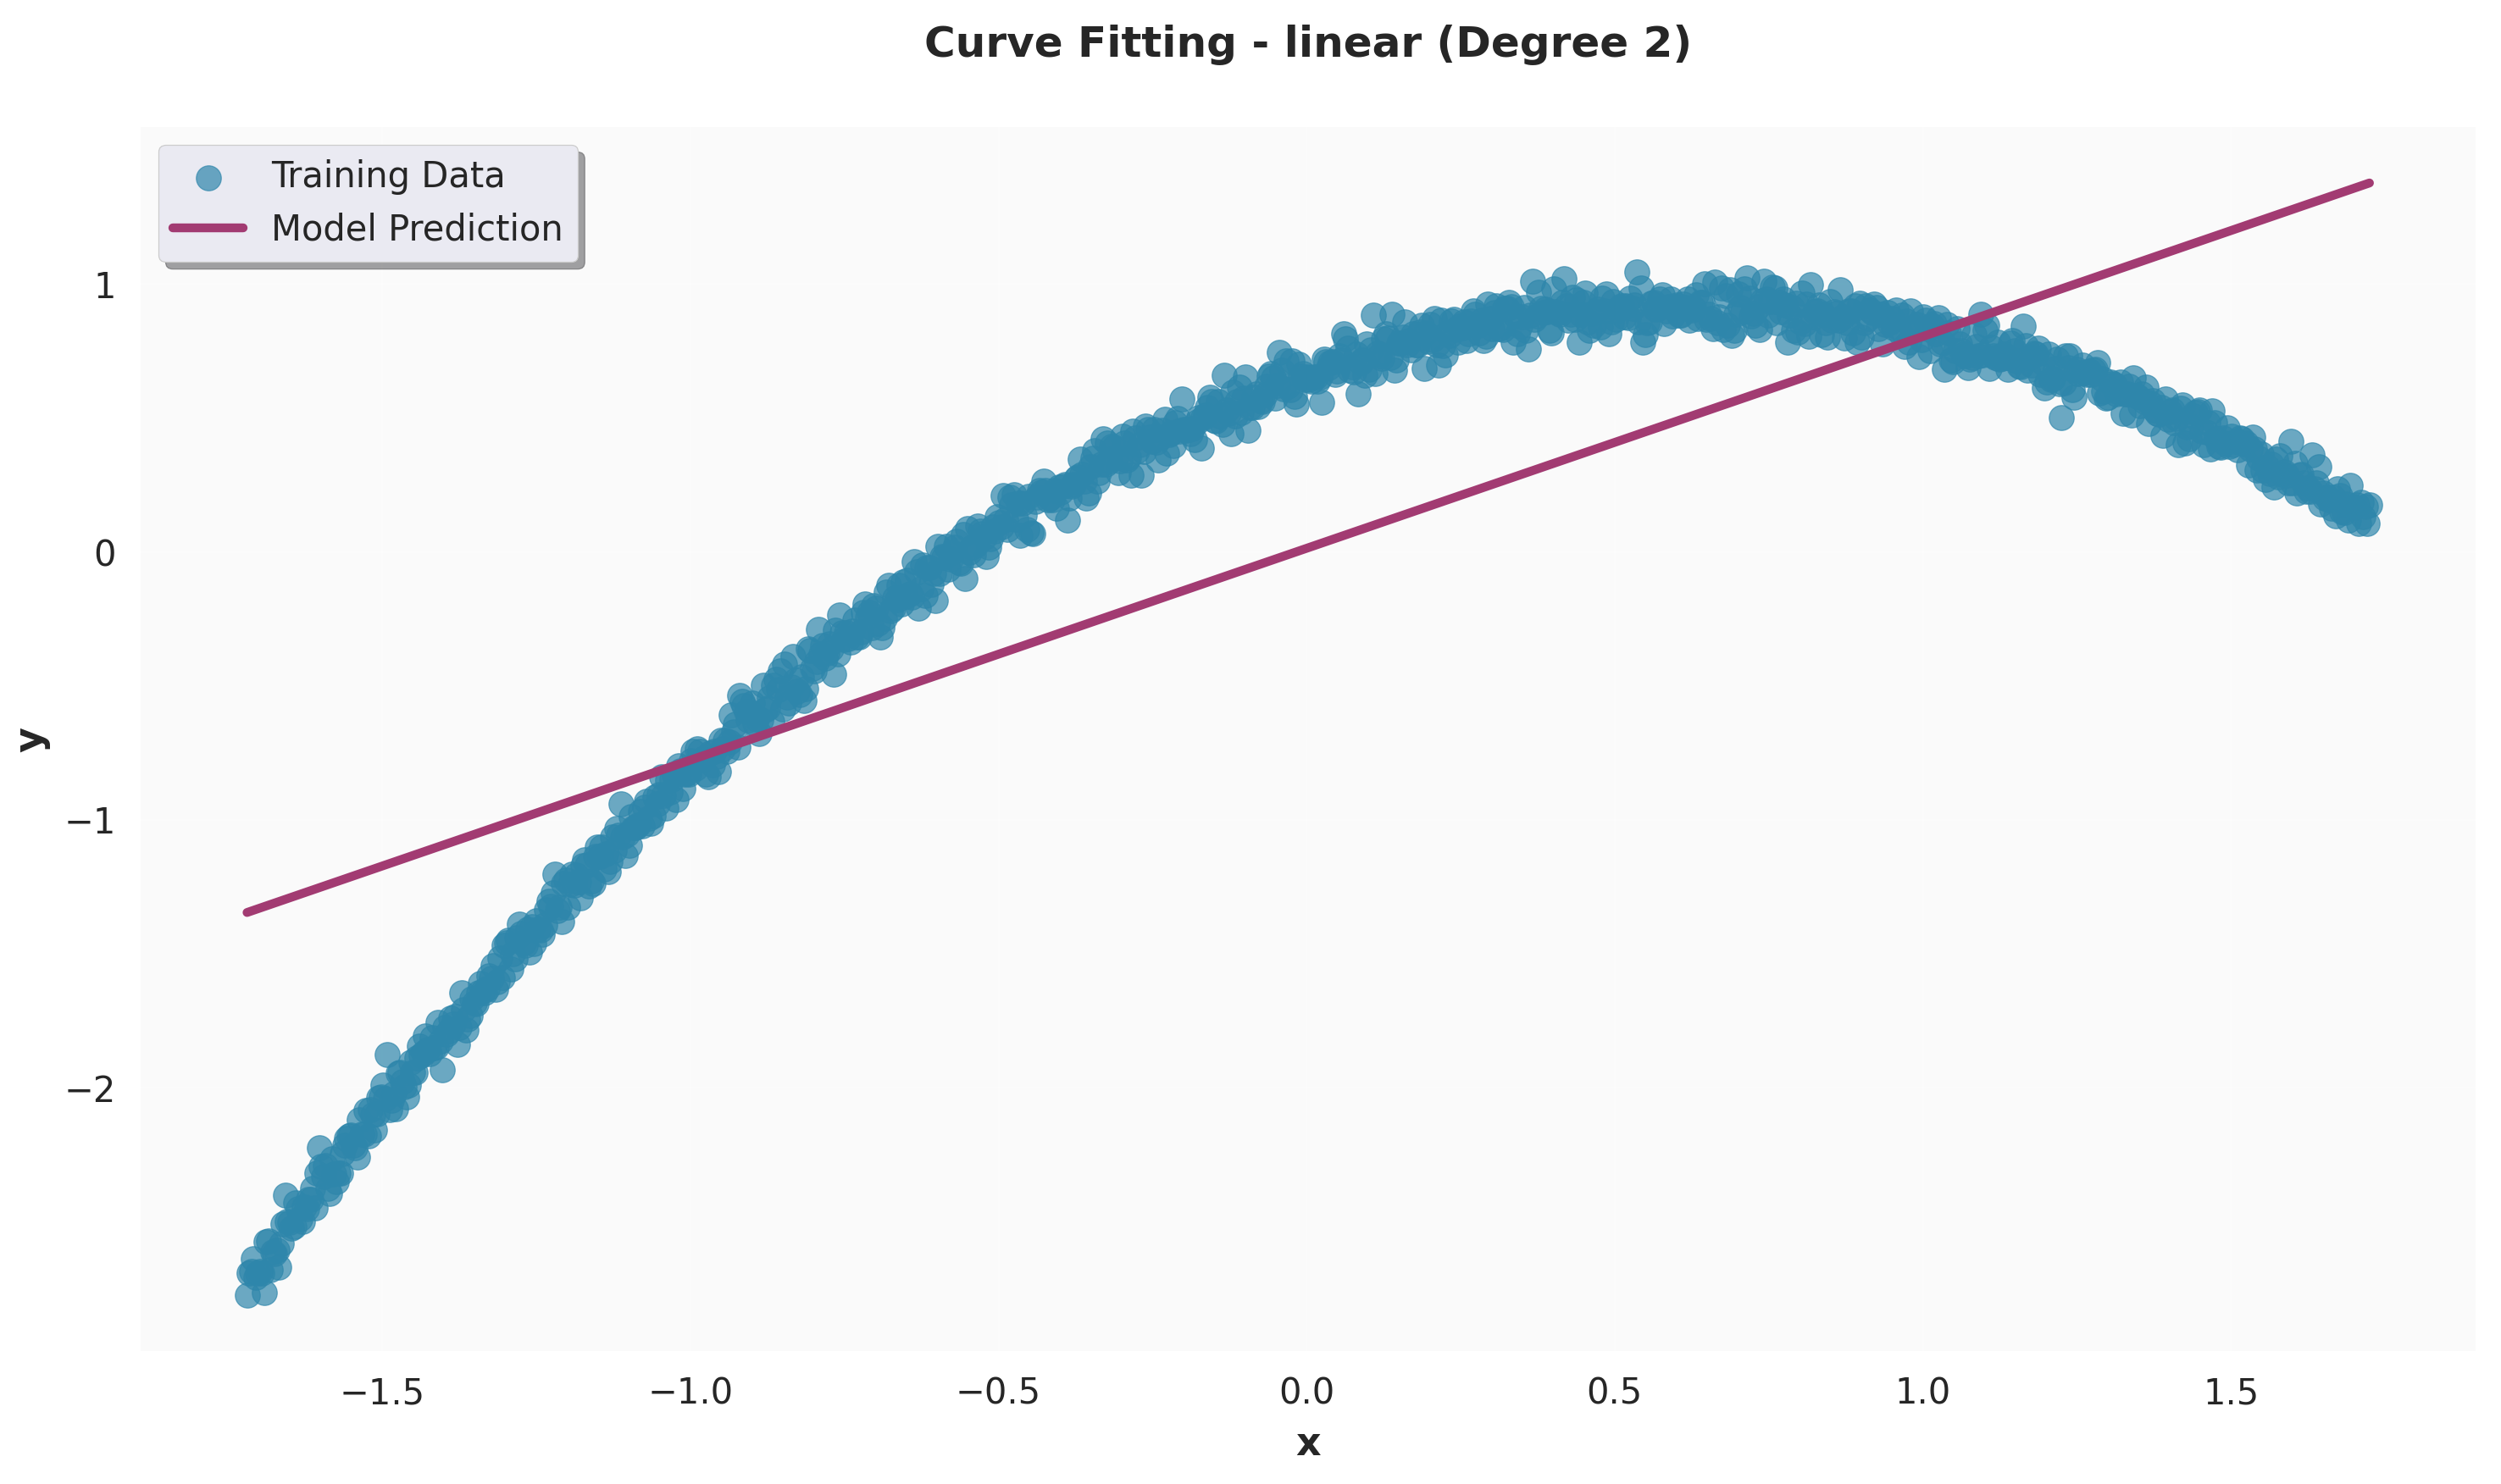 Curve Fitting - linear (Degree 2)
Training Data
Model Prediction
1
0
−1
−2
y
−1.5
−1.0
−0.5
0.0
0.5
1.0
1.5
x